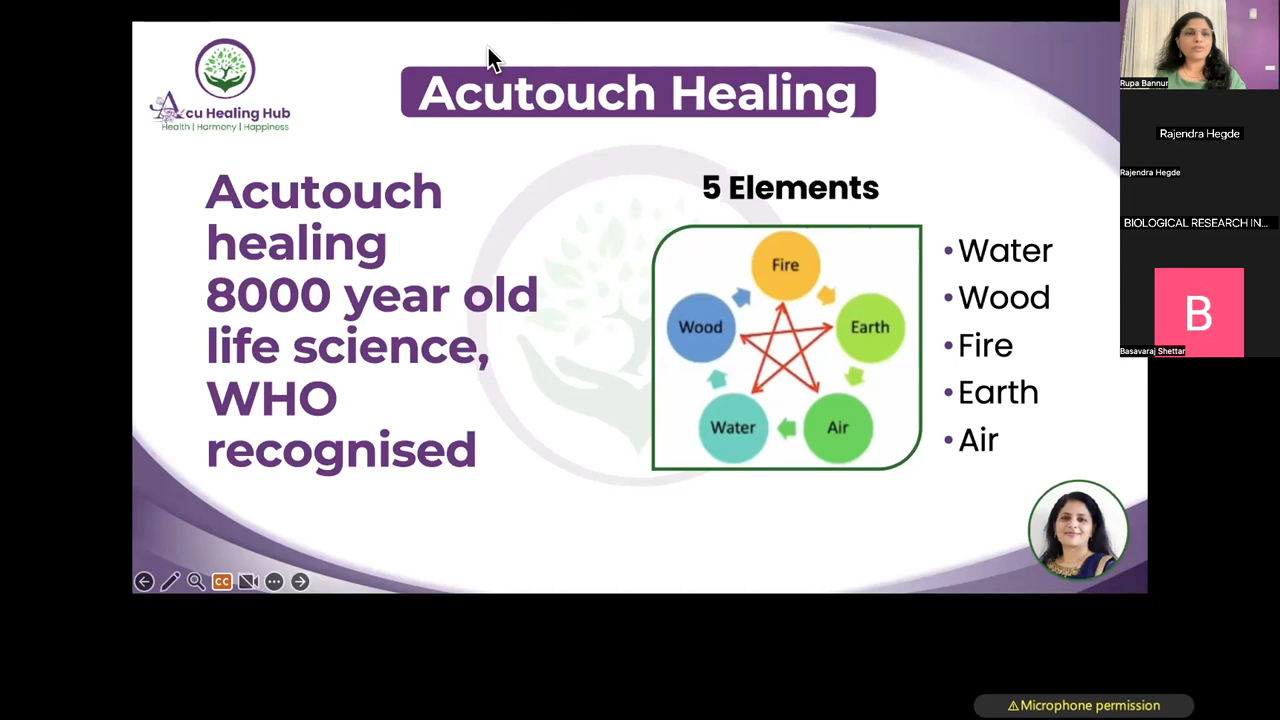 Acu Healing Hub
Health | Harmony | Happiness
Acutouch Healing
Acutouch
healing
8000 year old
life science,
WHO
recognised
5 Elements
Fire
Wood
Earth
Water
Air
•Water
•Wood
•Fire
•Earth
•Air
CC
Rupa Bannur
Rajendra Hegde
Rajendra Hegde
BIOLOGICAL RESEARCH IN...
B
Basavaraj Shettar
⚠Microphone permission